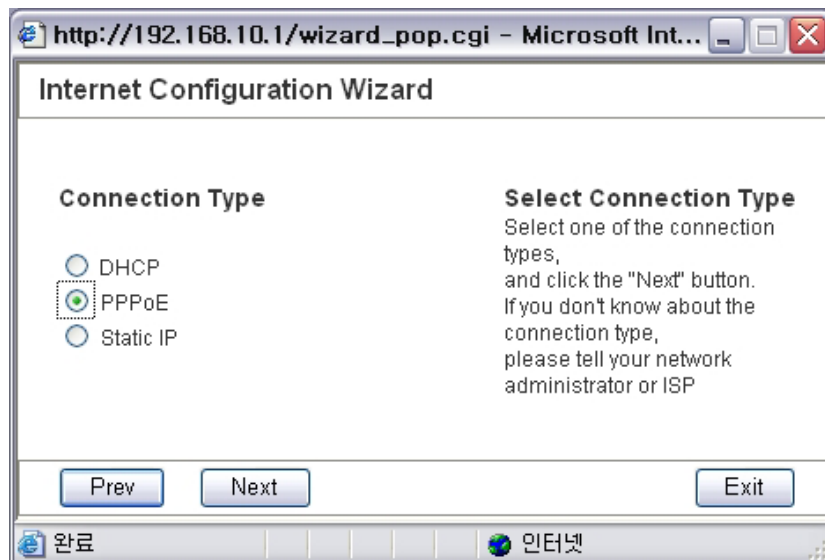 http://192.168.10.1/wizard_pop.cgi - Microsoft Int...
Internet Configuration Wizard
Connection Type
DHCP
PPPoE
Static IP
Select Connection Type
Select one of the connection
types,
and click the "Next" button.
If you don't know about the
connection type,
please tell your network
administrator or ISP
Prev
Next
Exit
완료
인터넷